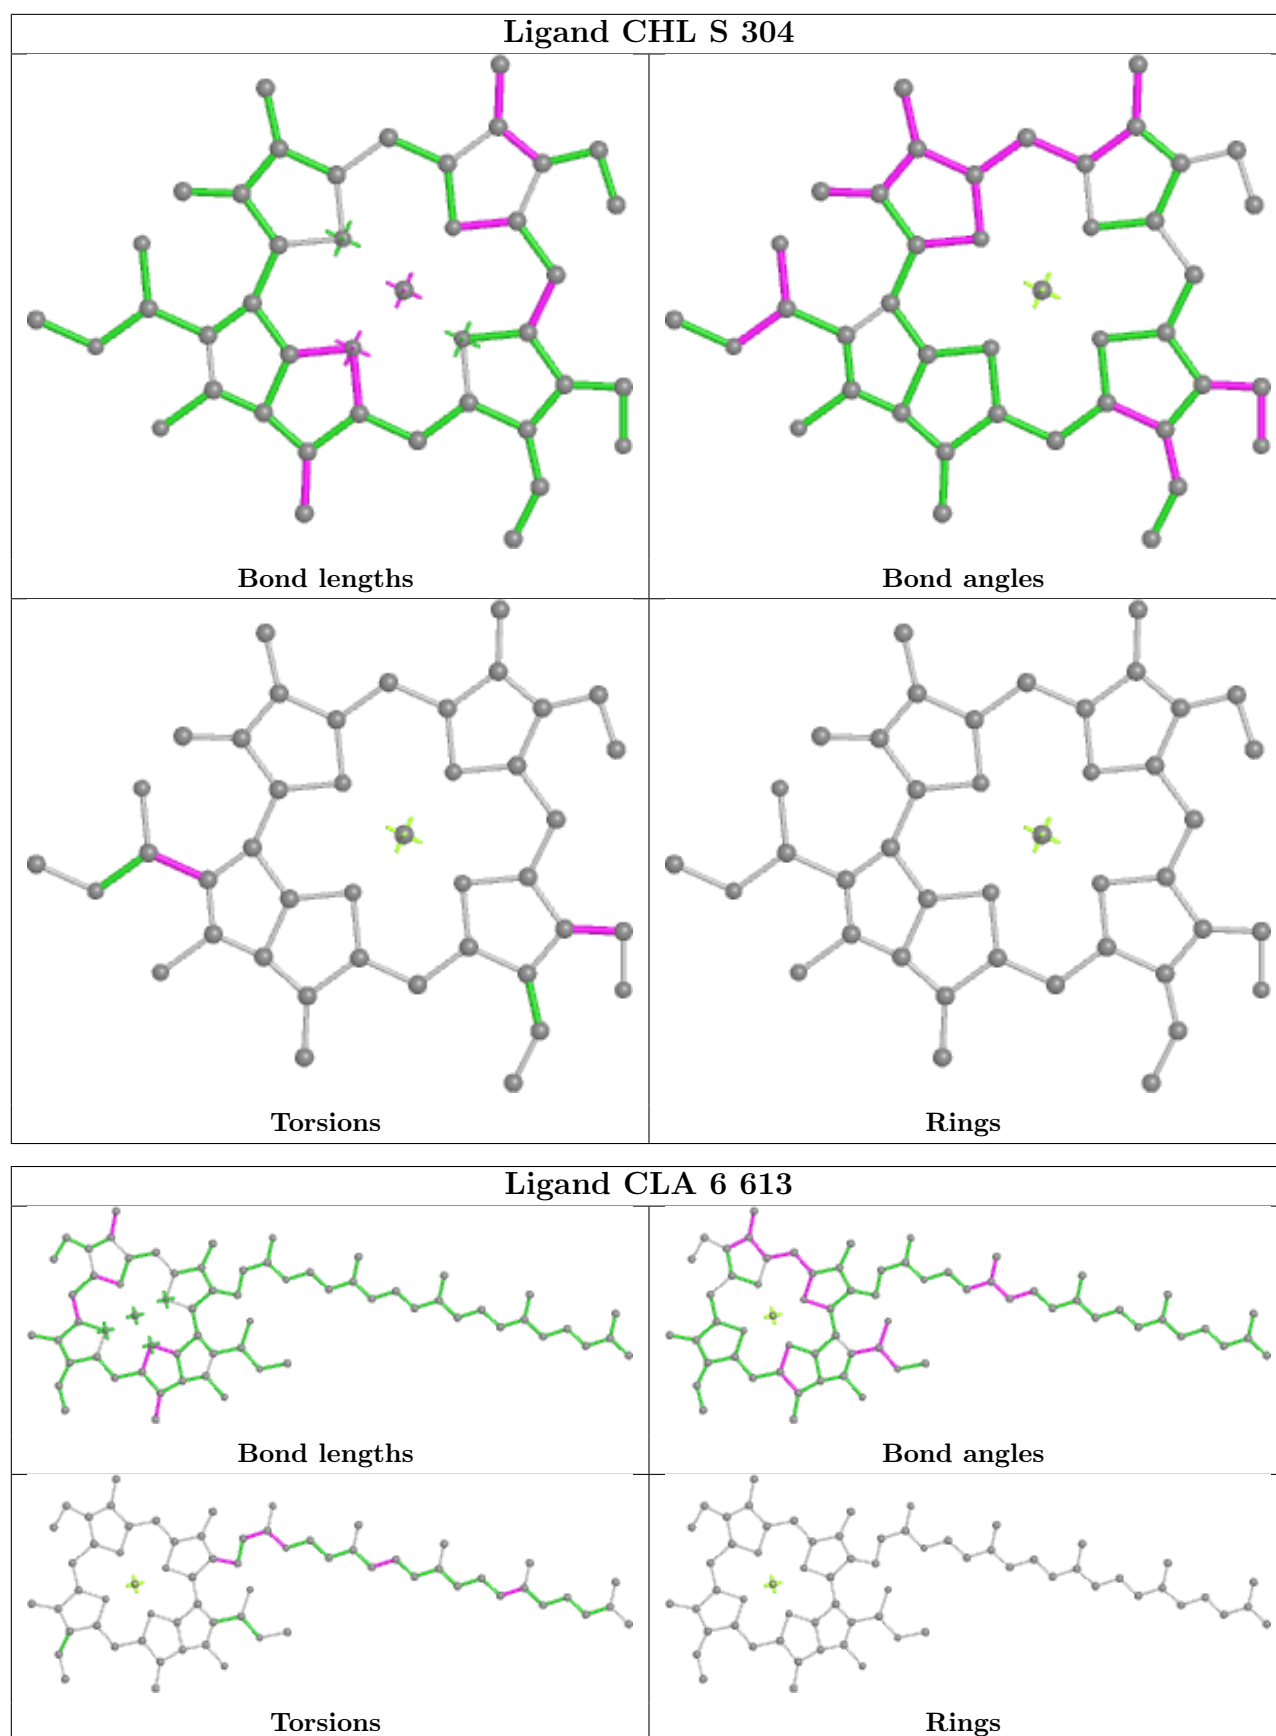 Ligand CHL S 304
Bond lengths
Bond angles
Torsions
Rings
Ligand CLA 6 613
Bond lengths
Bond angles
Torsions
Rings